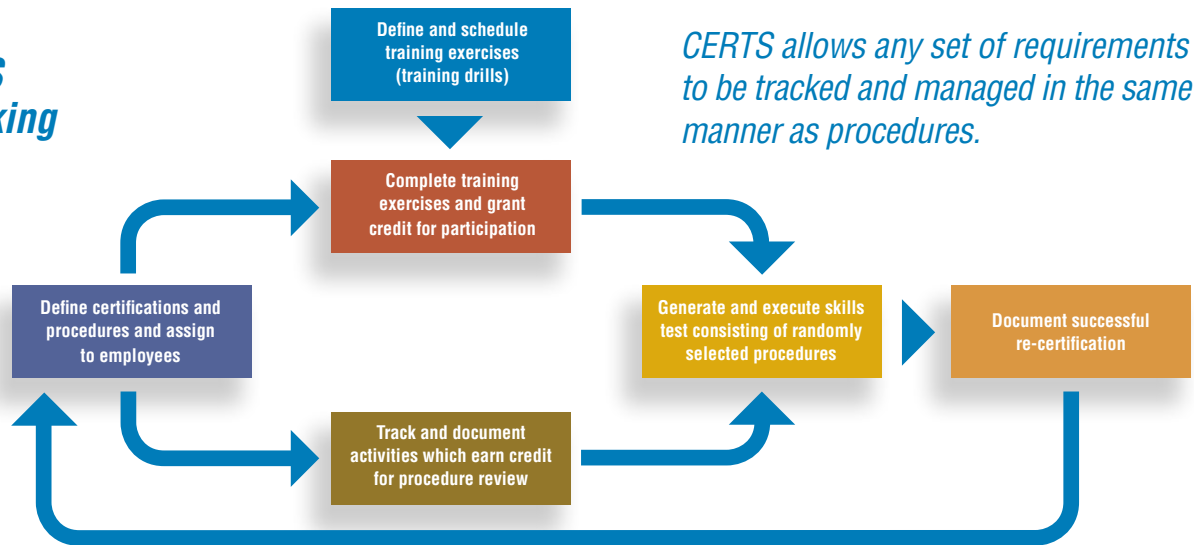 Define and schedule
training exercises
(training drills)
CERTS allows any set of requirements
to be tracked and managed in the same
manner as procedures.
Complete training
exercises and grant
credit for participation
Define certifications and
procedures and assign
to employees
Generate and execute skills
test consisting of randomly
selected procedures
Document successful
re-certification
Track and document
activities which earn credit
for procedure review